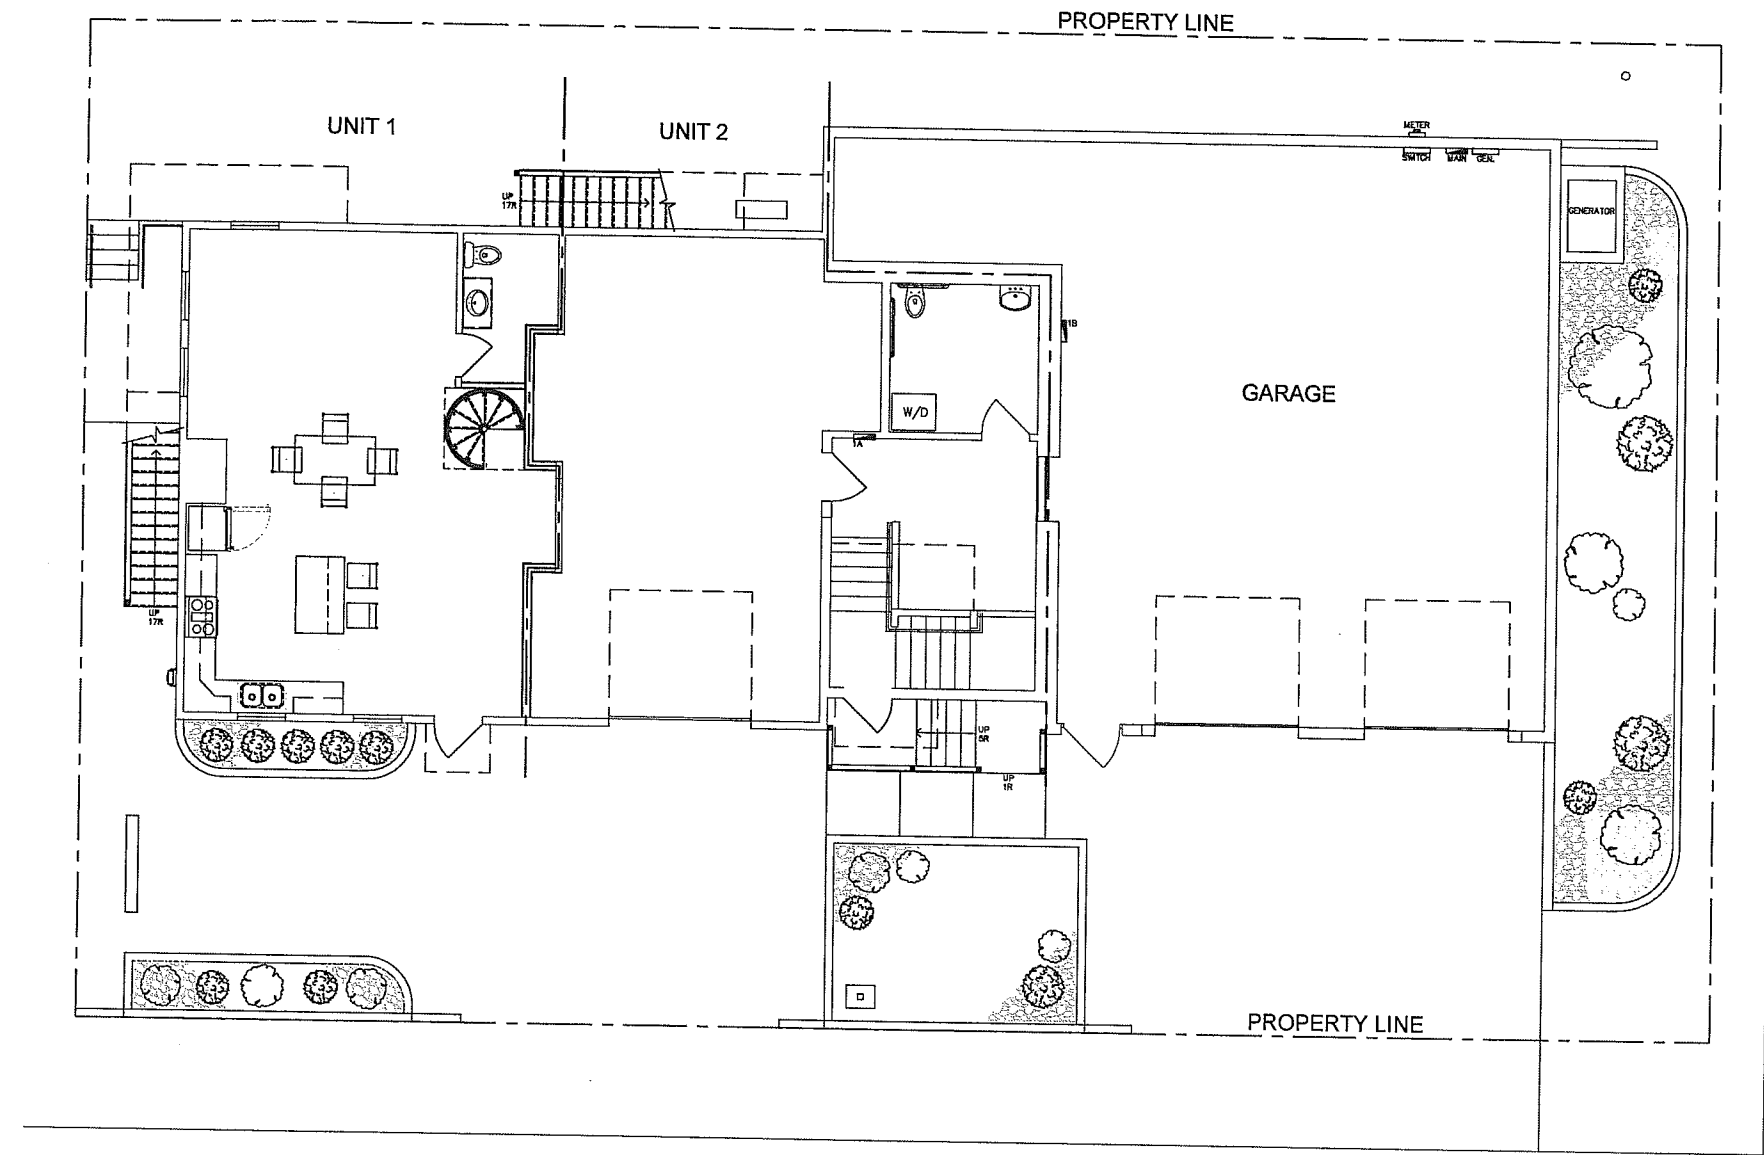 PROPERTY LINE
UNIT 1
UNIT 2
METER
SWITCH
MAIN
GEN.
UP
17R
GENERATOR
1B
GARAGE
W/D
1A
UP
17R
UP
5R
UP
1R
PROPERTY LINE